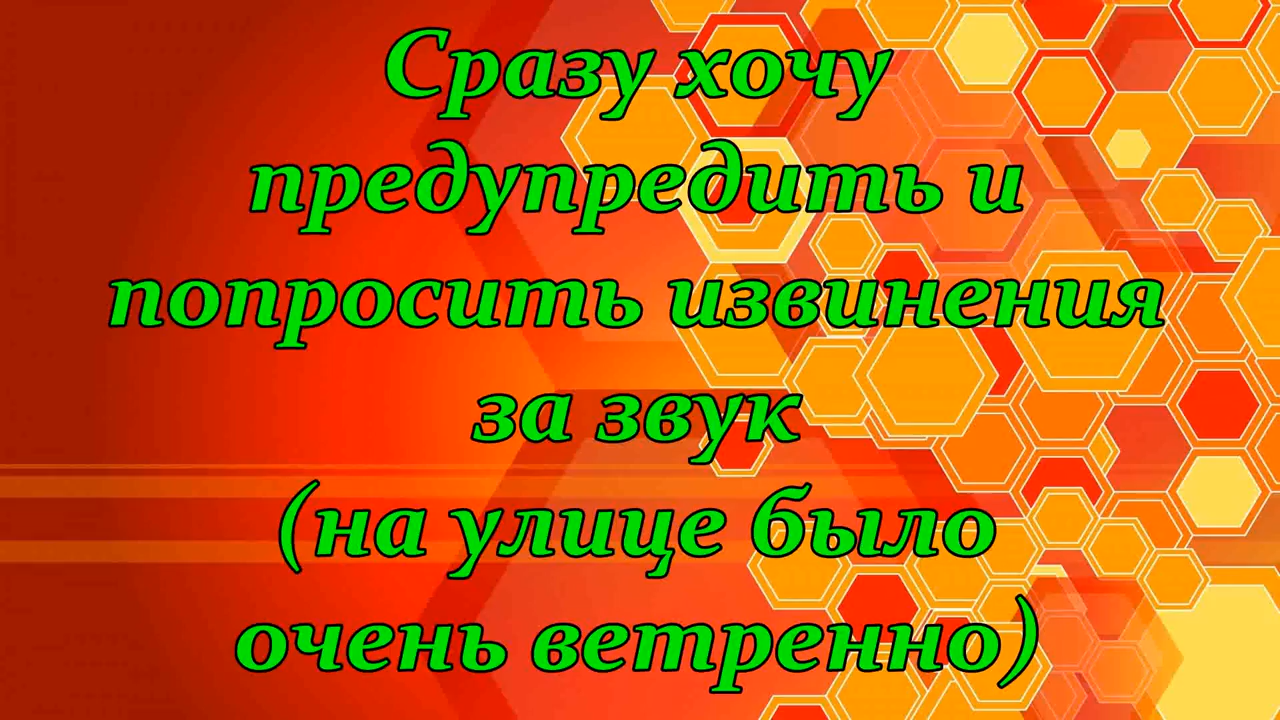 Сразу хочу
предупредить и
попросить извинения
за звук
(на улице было
очень ветренно)